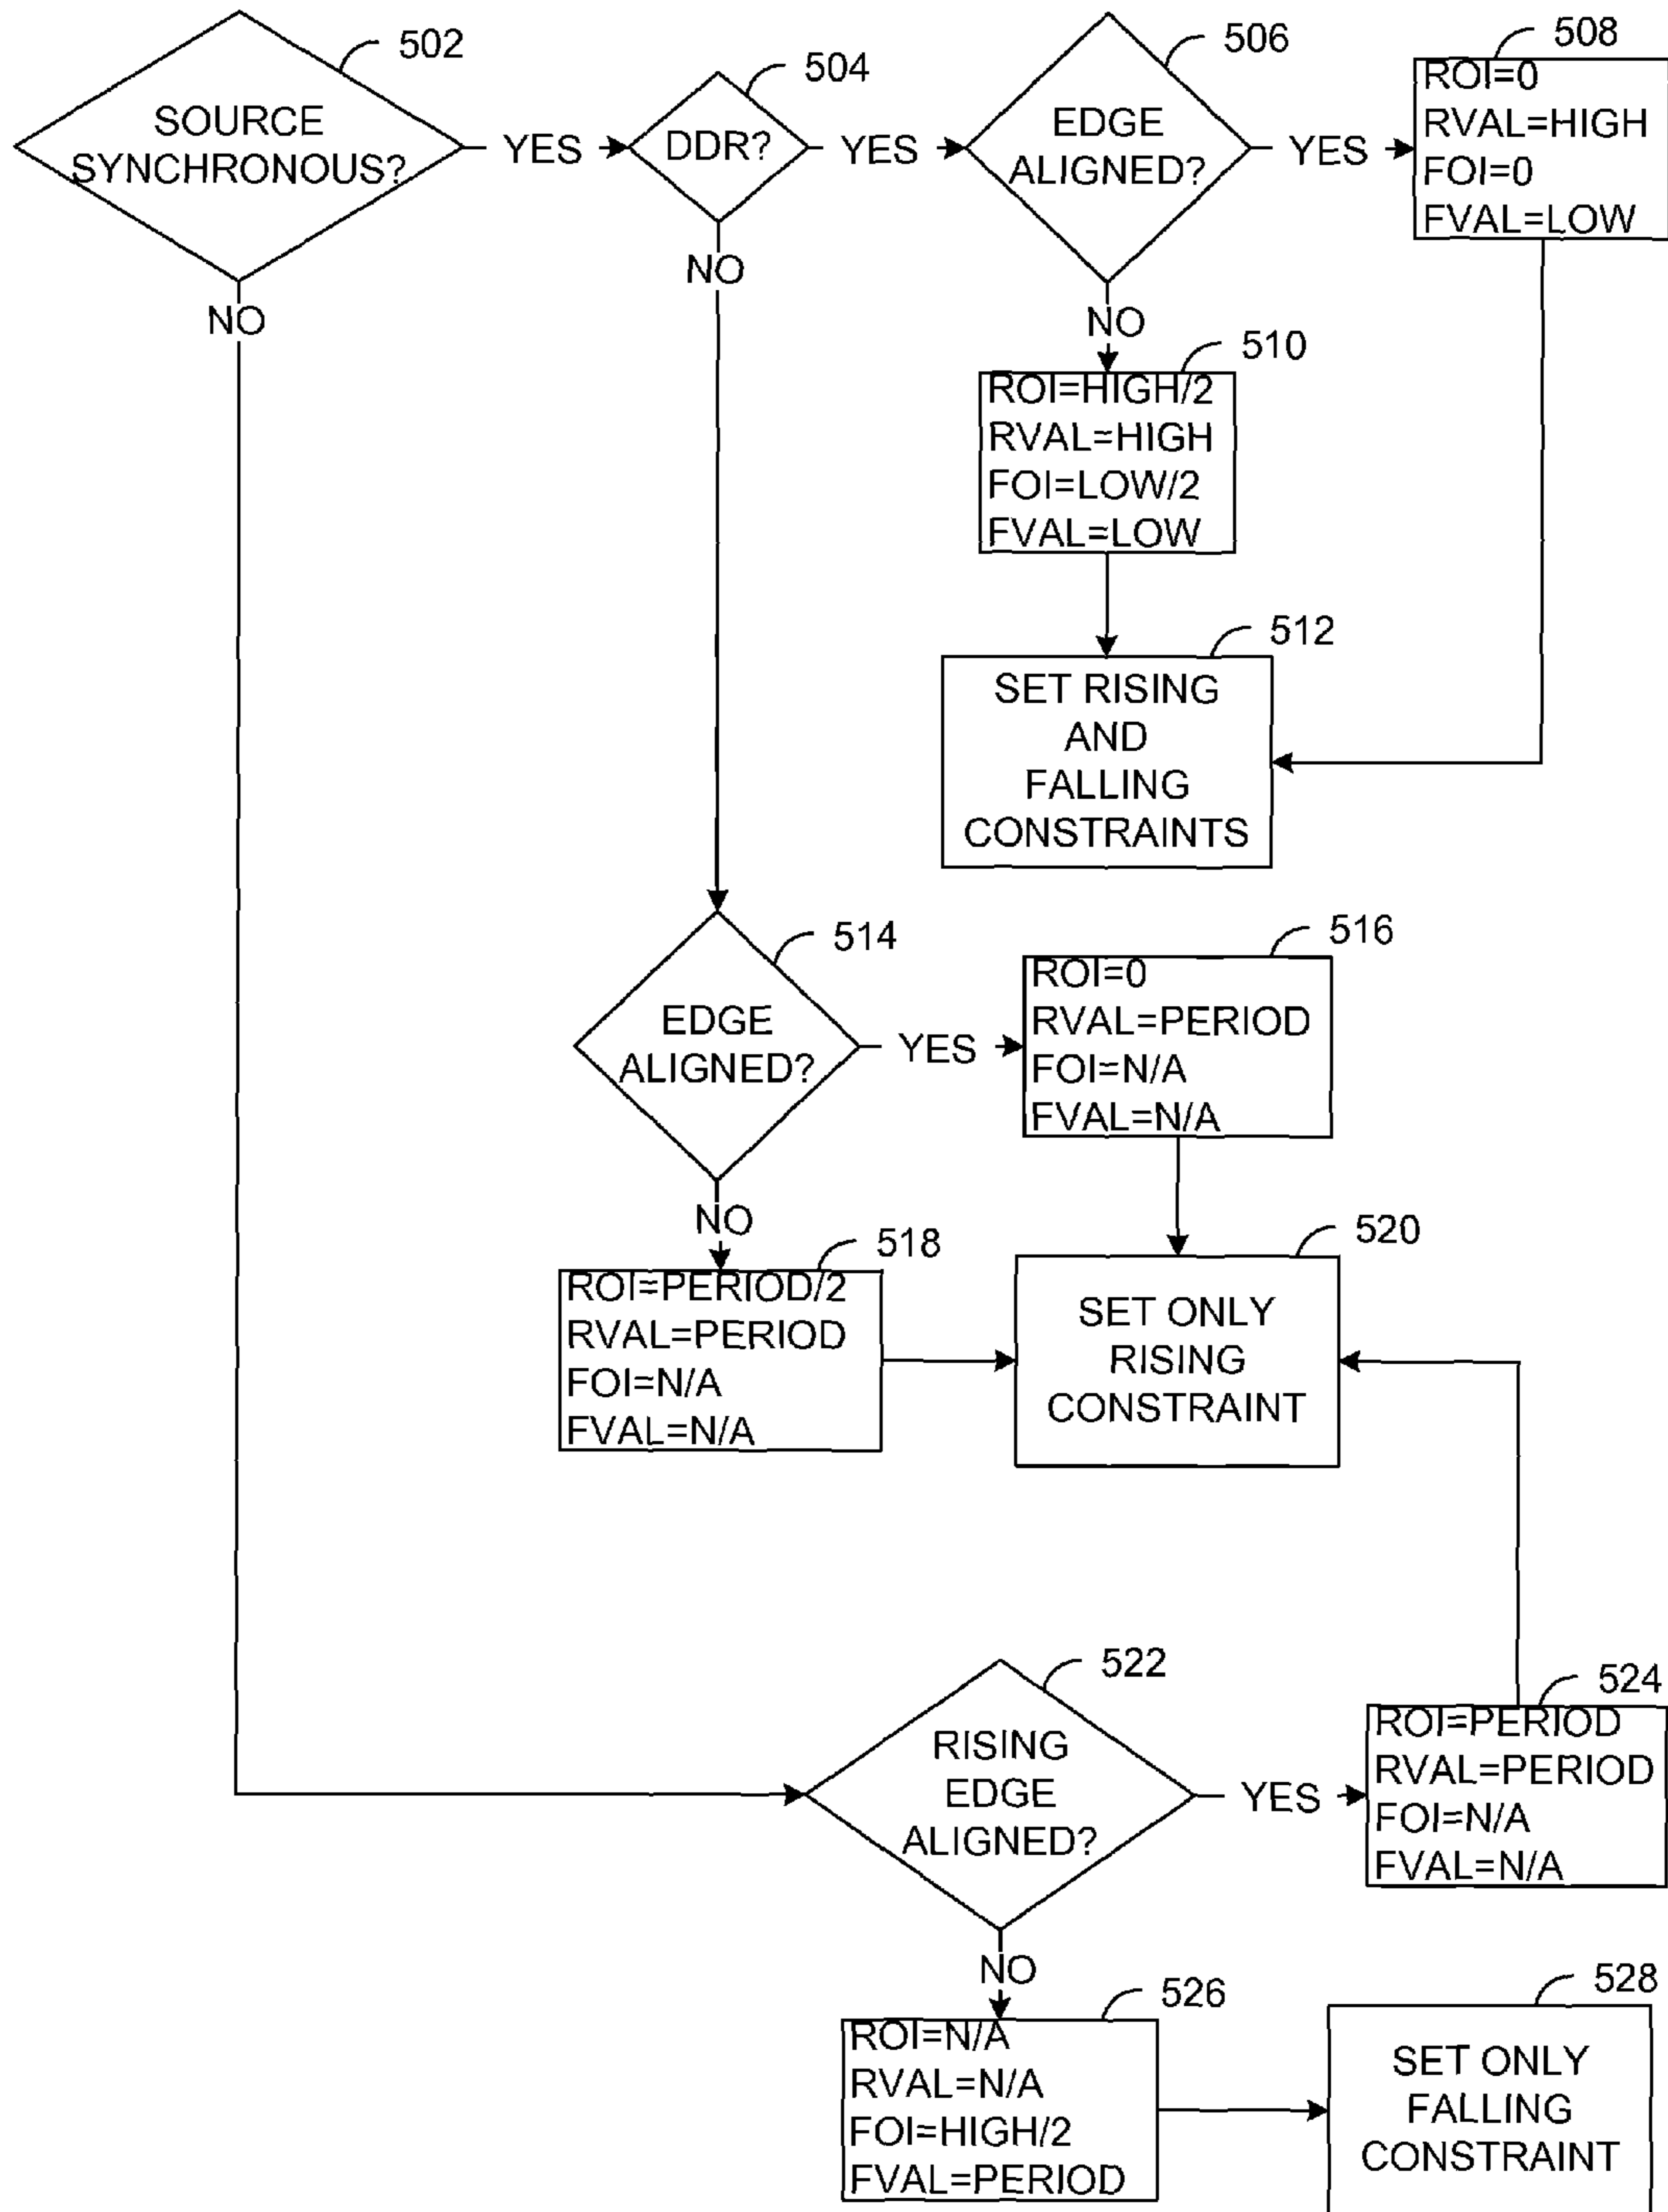 502
SOURCE
SYNCHRONOUS?
YES
NO
504
DDR?
YES
NO
506
EDGE
ALIGNED?
YES
NO
508
ROI=0
RVAL=HIGH
FOI=0
FVAL=LOW
510
ROI=HIGH/2
RVAL=HIGH
FOI=LOW/2
FVAL=LOW
512
SET RISING
AND
FALLING
CONSTRAINTS
514
EDGE
ALIGNED?
YES
NO
516
ROI=0
RVAL=PERIOD
FOI=N/A
FVAL=N/A
518
ROI=PERIOD/2
RVAL=PERIOD
FOI=N/A
FVAL=N/A
520
SET ONLY
RISING
CONSTRAINT
522
RISING
EDGE
ALIGNED?
YES
NO
524
ROI=PERIOD
RVAL=PERIOD
FOI=N/A
FVAL=N/A
526
ROI=N/A
RVAL=N/A
FOI=HIGH/2
FVAL=PERIOD
528
SET ONLY
FALLING
CONSTRAINT